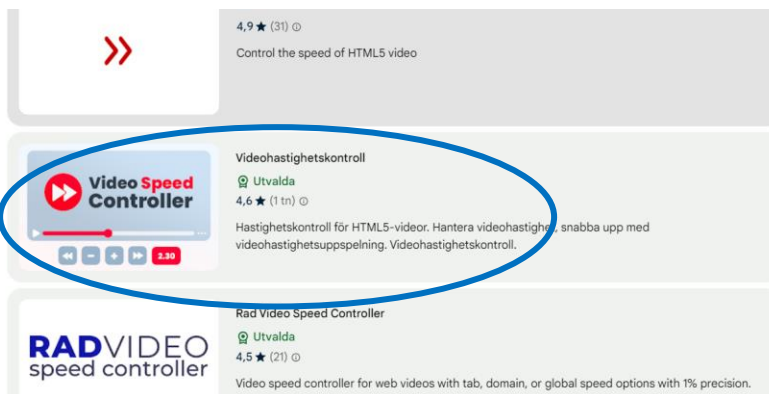 4,9 ★ (31)
Control the speed of HTML5 video
Video Speed
Controller
2.30
Videohastighetskontroll
Utvalda
4,6 ★ (1 tn)
Hastighetskontroll för HTML5-videor. Hantera videohastighet, snabba upp med
videohastighetsuppspelning. Videohastighetskontroll.
RADVIDEO
speed controller
Rad Video Speed Controller
Utvalda
4,5 ★ (21)
Video speed controller for web videos with tab, domain, or global speed options with 1% precision.